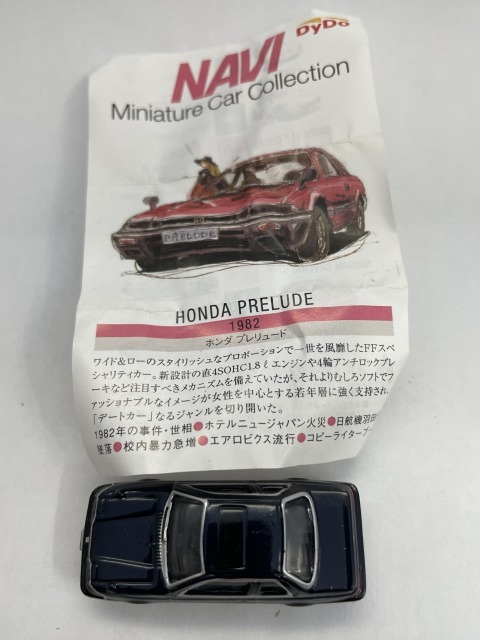 DyDo
NAVI
Miniature Car Collection
PRELUDE
HONDA PRELUDE
1982
ホンダ プレリュード
ワイド&ローのスタイリッシュなプロポーションで一世を風靡したFFスペ
シャリティカー。新設計の直4SOHC1.8ℓエンジンや4輪アンチロックブレ
ーキなど注目すべきメカニズムを備えていたが、それよりむしろソフトでフ
ァッショナブルなイメージが女性を中心とする若年層に強く支持され、
「デートカー」なるジャンルを切り開いた。
1982年の事件・世相●ホテルニュージャパン火災●日航機羽田
墜落●校内暴力急増●エアロビクス流行●コピーライターブー